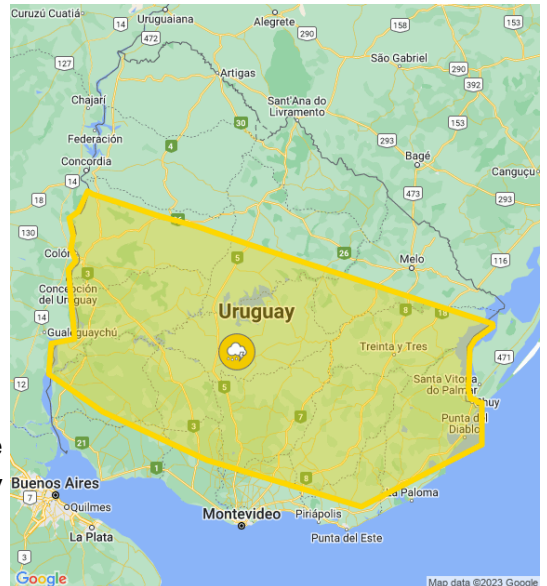 Curuzú Cuatiá
14
Uruguaiana
Alegrete
158
153
472
290
290
São Gabriel
127
Artigas
290
392
Chajarí
Sant'Ana do
Livramento
153
30
Federación
4
293
Concordia
Bagé
14
Canguçu
473
18
293
130
26
Colón
5
Melo
116
3
Concepción
del Uruguay
Uruguay
8
18
14
Gualeguaychú
Treinta y Tres
471
12
5
Santa Vitória
do Palmar
Chuy
7
Punta del
Diablo
3
21
e
1
8
y
Buenos Aires
La Paloma
7
Quilmes
Montevideo
Piriápolis
La Plata
Punta del Este
3
Google
Map data ©2023 Google